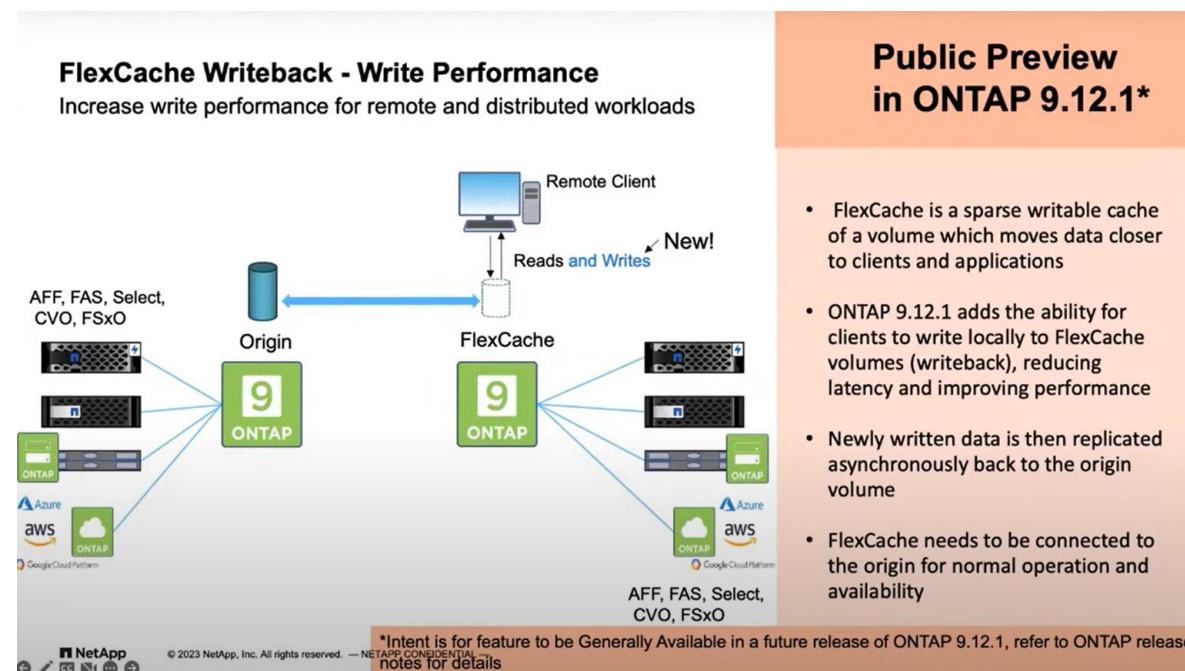 FlexCache Writeback - Write Performance
Increase write performance for remote and distributed workloads
Public Preview
in ONTAP 9.12.1*
Remote Client
New!
Reads and Writes
AFF, FAS, Select,
CVO, FSxO
Origin
FlexCache
9
ONTAP
9
ONTAP
ONTAP
ONTAP
Azure
aws
ONTAP
Google Cloud Platform
Azure
aws
ONTAP
Google Cloud Platform
AFF, FAS, Select,
CVO, FSxO
• FlexCache is a sparse writable cache
of a volume which moves data closer
to clients and applications
• ONTAP 9.12.1 adds the ability for
clients to write locally to FlexCache
volumes (writeback), reducing
latency and improving performance
• Newly written data is then replicated
asynchronously back to the origin
volume
• FlexCache needs to be connected to
the origin for normal operation and
availability
*Intent is for feature to be Generally Available in a future release of ONTAP 9.12.1, refer to ONTAP release
notes for details
NetApp
© 2023 NetApp, Inc. All rights reserved. — NETAPP CONFIDENTIAL —